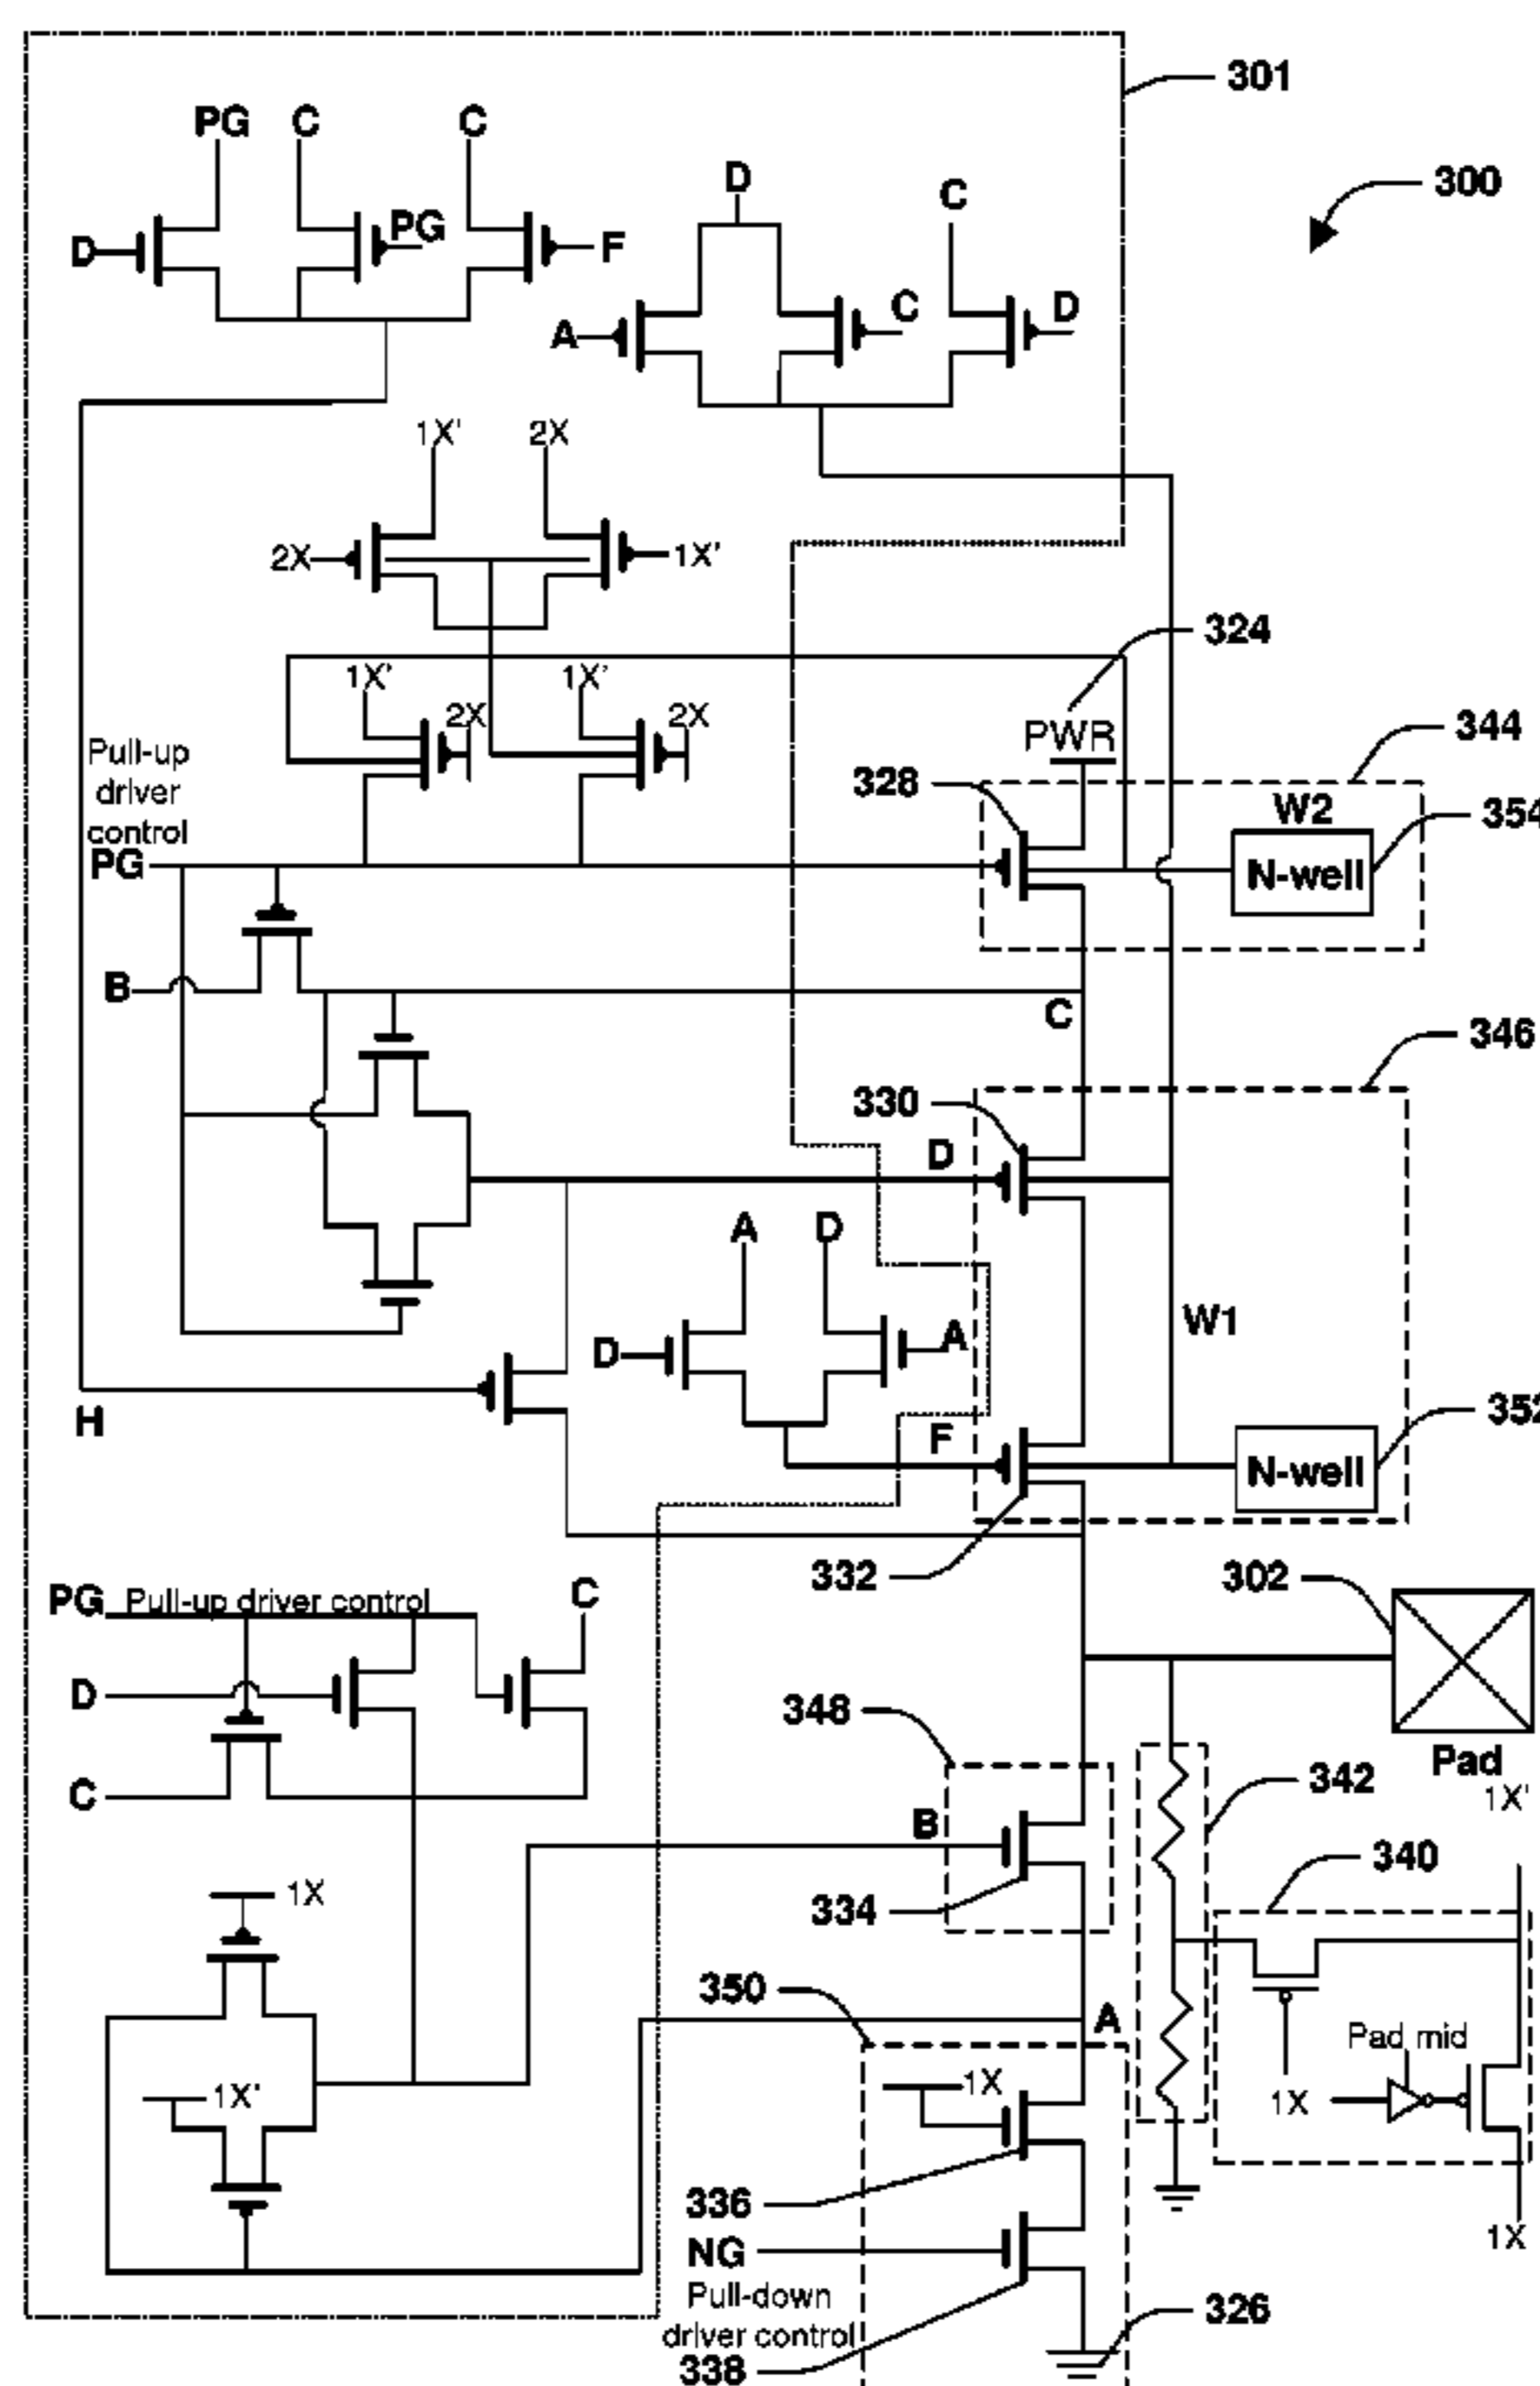 301
PG C C
300
D
C
D
PG
F
A
C
D
1X'
2X
2X
1X'
324
1X'
1X'
2X
2X
344
Pull-up
driver
control
PWR
328
W2
354
PG
N-well
B
C
346
330
D
A
D
W1
D
A
H
F
352
N-well
332
302
PG
Pull-up driver control
C
D
348
342
Pad
1X'
C
B
340
1X
334
350
A
Pad mid
1X
1X'
1X
336
NG
1X
Pull-down
driver control
326
338